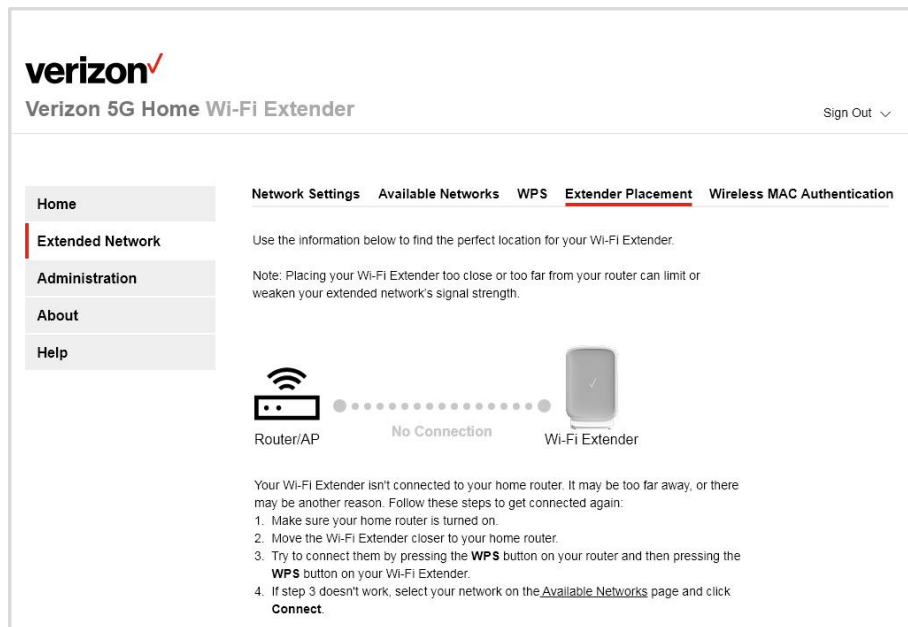 verizon
Verizon 5G Home Wi-Fi Extender
Sign Out
Home
Extended Network
Administration
About
Help
Network Settings Available Networks WPS Extender Placement Wireless MAC Authentication
Use the information below to find the perfect location for your Wi-Fi Extender.
Note: Placing your Wi-Fi Extender too close or too far from your router can limit or
weaken your extended network's signal strength.
Router/AP
No Connection
Wi-Fi Extender
Your Wi-Fi Extender isn't connected to your home router. It may be too far away, or there
may be another reason. Follow these steps to get connected again:
1. Make sure your home router is turned on.
2. Move the Wi-Fi Extender closer to your home router.
3. Try to connect them by pressing the WPS button on your router and then pressing the
WPS button on your Wi-Fi Extender.
4. If step 3 doesn't work, select your network on the Available Networks page and click
Connect.